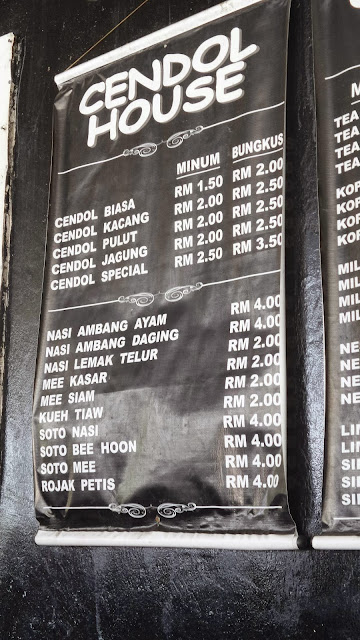 CENDOL
HOUSE
MINUM BUNGKUS
CENDOL BIASA RM 1.50 RM 2.00
CENDOL KACANG RM 2.00 RM 2.50
CENDOL PULUT RM 2.00 RM 2.50
CENDOL JAGUNG RM 2.00 RM 2.50
CENDOL SPECIAL RM 2.50 RM 3.50
NASI AMBANG AYAM RM 4.00
NASI AMBANG DAGING RM 4.00
NASI LEMAK TELUR RM 2.00
MEE KASAR RM 2.00
MEE SIAM RM 2.00
KUEH TIAW RM 2.00
SOTO NASI RM 4.00
SOTO BEE HOON RM 4.00
SOTO MEE RM 4.00
ROJAK PETIS RM 4.00